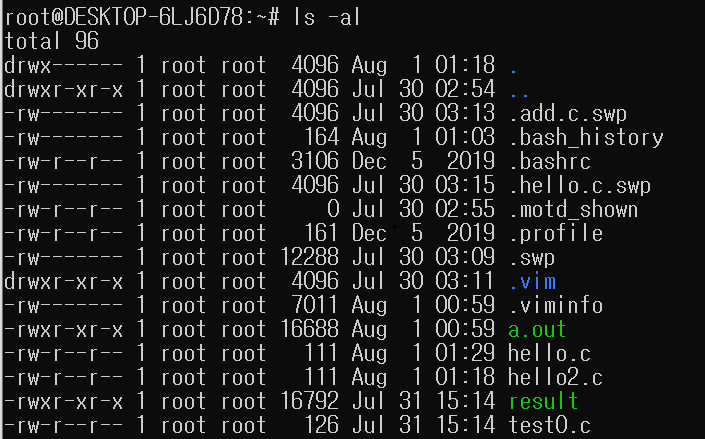 root@DESKTOP-6LJ6D78:~# ls -al
total 96
drwx------ 1 root root  4096 Aug  1 01:18 .
drwxr-xr-x 1 root root  4096 Jul 30 02:54 ..
-rw------- 1 root root  4096 Jul 30 03:13 .add.c.swp
-rw------- 1 root root   164 Aug  1 01:03 .bash_history
-rw-r--r-- 1 root root  3106 Dec  5  2019 .bashrc
-rw------- 1 root root  4096 Jul 30 03:15 .hello.c.swp
-rw-r--r-- 1 root root     0 Jul 30 02:55 .motd_shown
-rw-r--r-- 1 root root   161 Dec  5  2019 .profile
-rw------- 1 root root 12288 Jul 30 03:09 .swp
drwxr-xr-x 1 root root  4096 Jul 30 03:11 .vim
-rw------- 1 root root  7011 Aug  1 00:59 .viminfo
-rwxr-xr-x 1 root root 16688 Aug  1 00:59 a.out
-rw-r--r-- 1 root root   111 Aug  1 01:29 hello.c
-rw-r--r-- 1 root root   111 Aug  1 01:18 hello2.c
-rwxr-xr-x 1 root root 16792 Jul 31 15:14 result
-rw-r--r-- 1 root root   126 Jul 31 15:14 test0.c